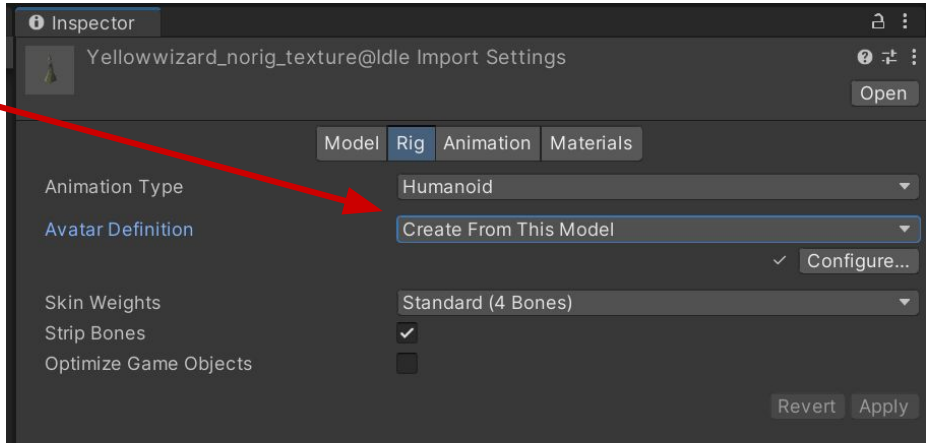 Inspector
Yellowwizard_norig_texture@Idle Import Settings
Open
Model Rig Animation Materials
Animation Type Humanoid
Avatar Definition Create From This Model
Configure...
Skin Weights Standard (4 Bones)
Strip Bones
Optimize Game Objects
Revert Apply